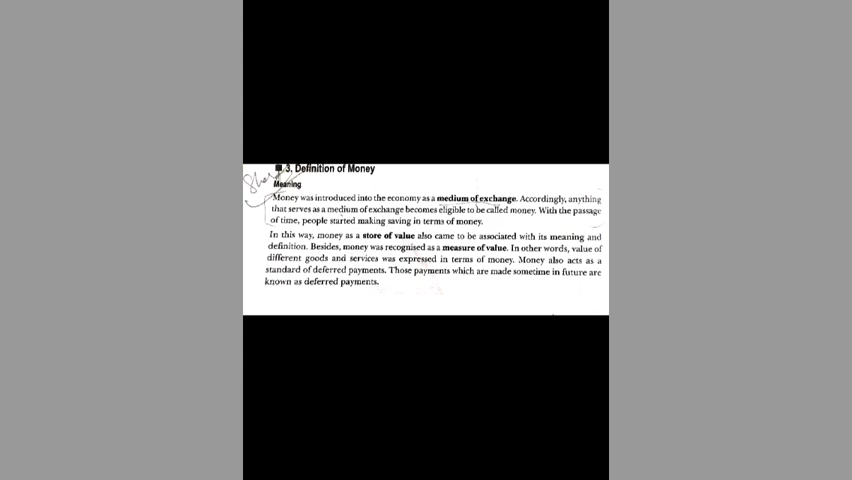 3. Definition of Money
Meaning
Money was introduced into the economy as a medium of exchange. Accordingly, anything
that serves as a medium of exchange becomes eligible to be called money. With the passage
of time, people started making saving in terms of money.
In this way, money as a store of value also came to be associated with its meaning and
definition. Besides, money was recognised as a measure of value. In other words, value of
different goods and services was expressed in terms of money. Money also acts as a
standard of deferred payments. Those payments which are made sometime in future are
known as deferred payments.